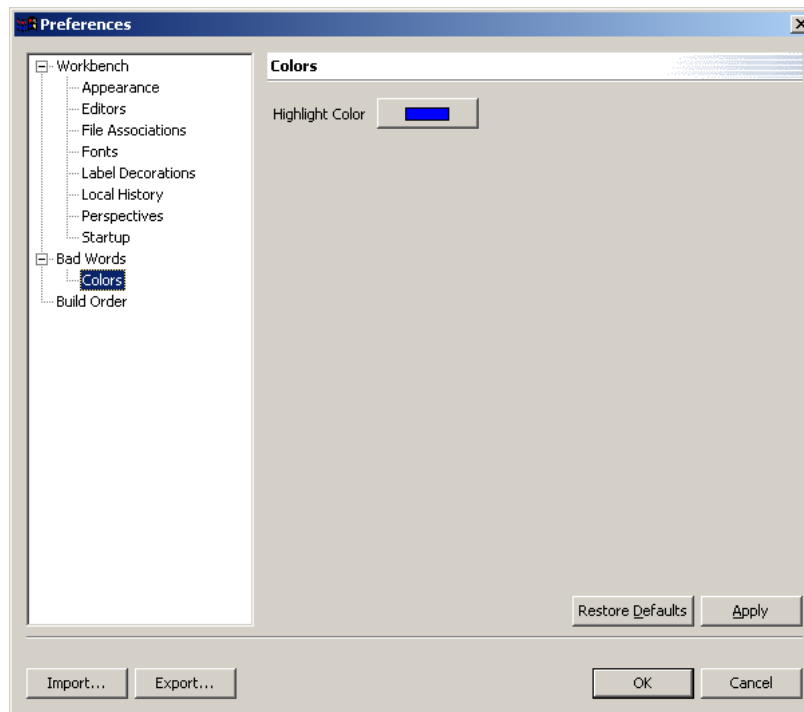 Preferences
Workbench
Appearance
Editors
File Associations
Fonts
Label Decorations
Local History
Perspectives
Startup
Bad Words
Colors
Build Order
Colors
Highlight Color
Restore Defaults
Apply
Import...
Export...
OK
Cancel